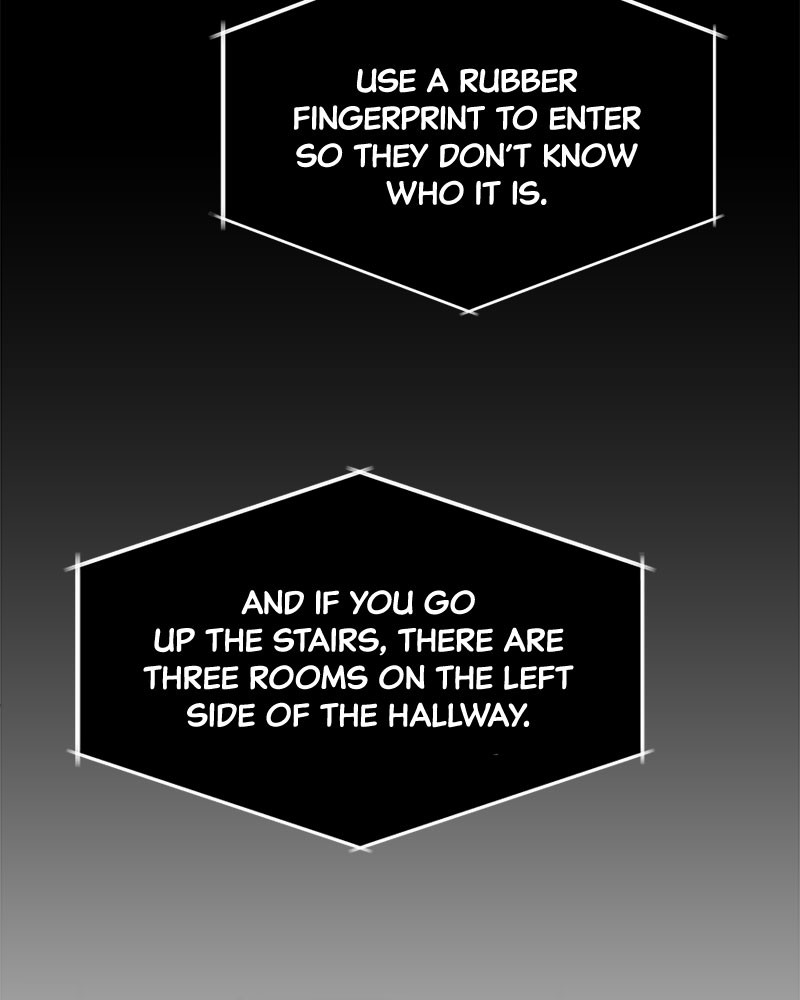 USE A RUBBER
FINGERPRINT TO ENTER
SO THEY DON'T KNOW
WHO IT IS.
AND IF YOU GO
UP THE STAIRS, THERE ARE
THREE ROOMS ON THE LEFT
SIDE OF THE HALLWAY.